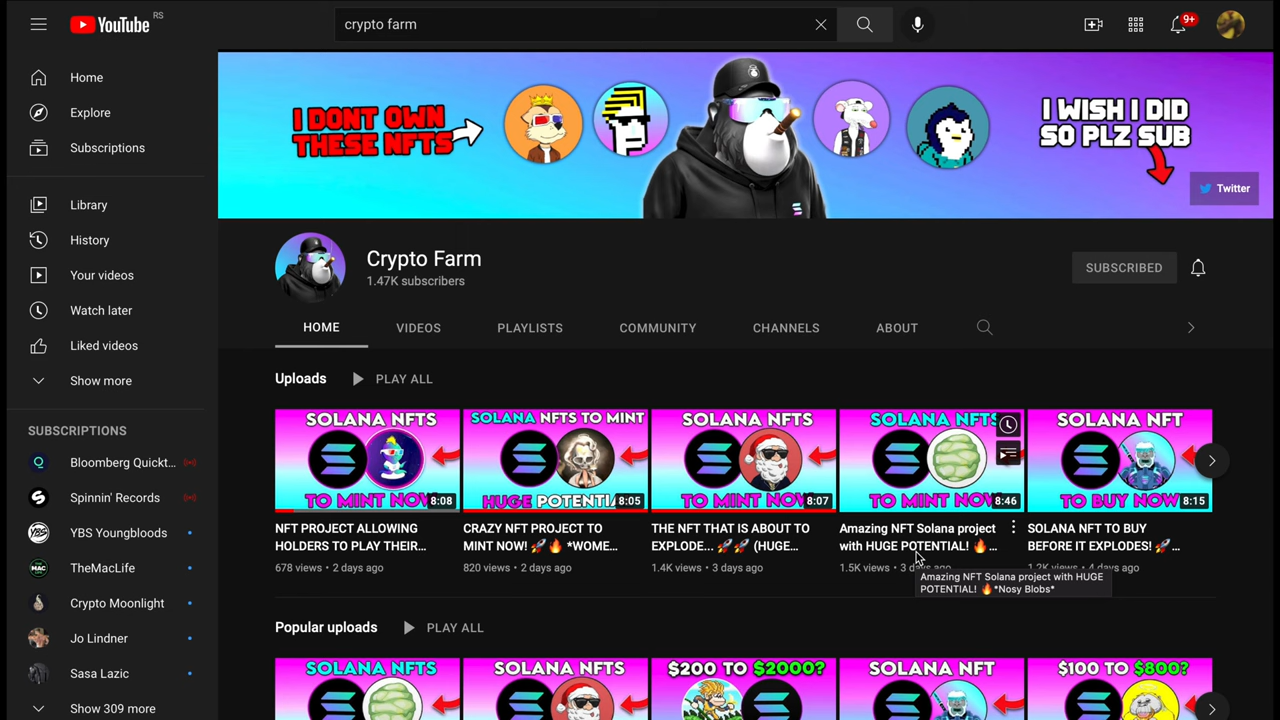 YouTube RS
crypto farm
9+
Home
Explore
Subscriptions
Library
History
Your videos
Watch later
Liked videos
Show more
SUBSCRIPTIONS
Bloomberg Quickt...
Spinnin' Records
YBS Youngbloods
TheMacLife
Crypto Moonlight
Jo Lindner
Sasa Lazic
Show 309 more
I DONT OWN
THESE NFTS
I WISH I DID
SO PLZ SUB
Twitter
Crypto Farm
1.47K subscribers
SUBSCRIBED
HOME VIDEOS PLAYLISTS COMMUNITY CHANNELS ABOUT
Uploads PLAY ALL
SOLANA NFTS
TO MINT NOW
8:08
NFT PROJECT ALLOWING
HOLDERS TO PLAY THEIR...
678 views • 2 days ago
SOLANA NFTS TO MINT
HUGE POTENTIA
8:05
CRAZY NFT PROJECT TO
MINT NOW! 🚀🔥 *WOME...
820 views • 2 days ago
SOLANA NFTS
TO MINT NOW
8:07
THE NFT THAT IS ABOUT TO
EXPLODE... 🚀🚀 (HUGE...
1.4K views • 3 days ago
SOLANA NFTS
TO MINT NOW
8:46
Amazing NFT Solana project
with HUGE POTENTIAL! 🔥...
1.5K views • 3 days ago
Amazing NFT Solana project with HUGE
POTENTIAL! 🔥*Nosy Blobs*
SOLANA NFT
TO BUY NOW
8:15
SOLANA NFT TO BUY
BEFORE IT EXPLODES! 🚀...
1.2K views • 4 days ago
Popular uploads PLAY ALL
SOLANA NFTS
SOLANA NFTS
$200 TO $2000?
SOLANA NFT
$100 TO $800?